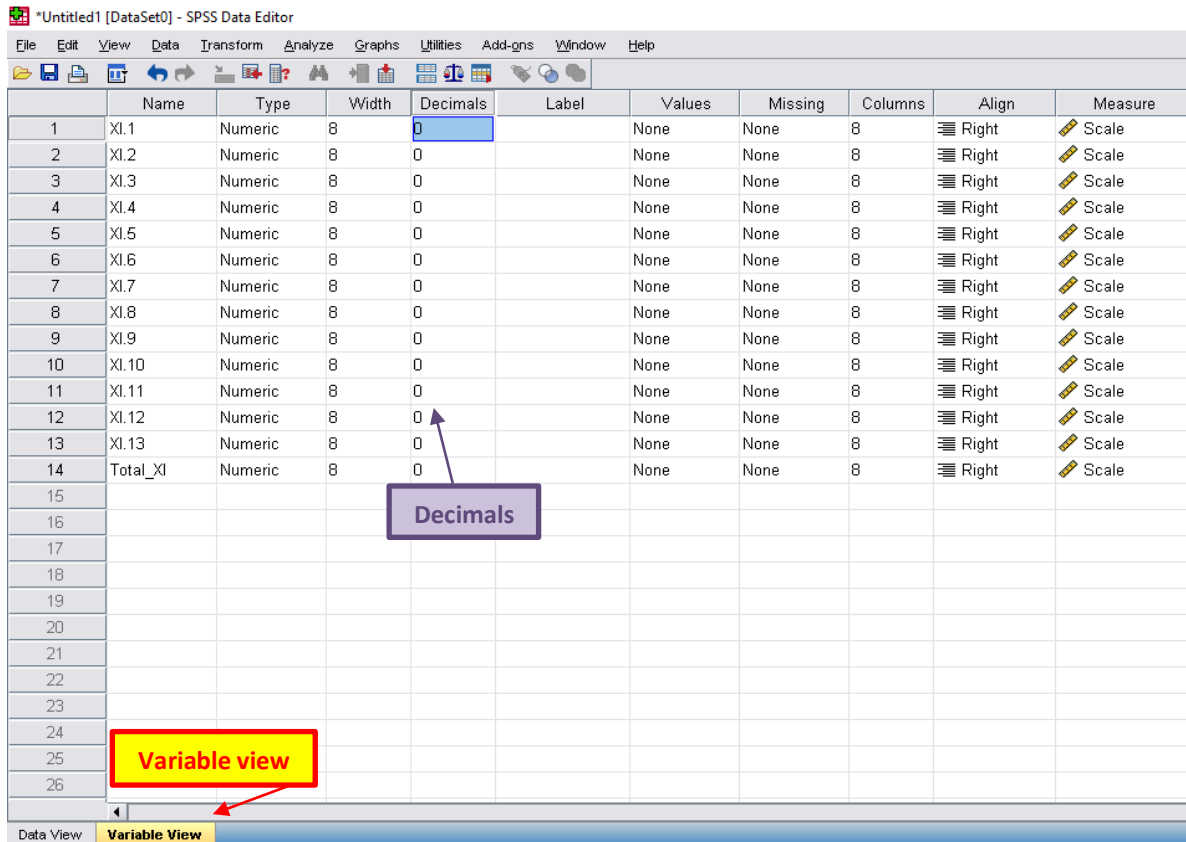 *Untitled1 [DataSet0] - SPSS Data Editor
File Edit View Data Transform Analyze Graphs Utilities Add-ons Window Help
Name Type Width Decimals Label Values Missing Columns Align Measure
1 XI.1 Numeric 8 0 None None 8 Right Scale
2 XI.2 Numeric 8 0 None None 8 Right Scale
3 XI.3 Numeric 8 0 None None 8 Right Scale
4 XI.4 Numeric 8 0 None None 8 Right Scale
5 XI.5 Numeric 8 0 None None 8 Right Scale
6 XI.6 Numeric 8 0 None None 8 Right Scale
7 XI.7 Numeric 8 0 None None 8 Right Scale
8 XI.8 Numeric 8 0 None None 8 Right Scale
9 XI.9 Numeric 8 0 None None 8 Right Scale
10 XI.10 Numeric 8 0 None None 8 Right Scale
11 XI.11 Numeric 8 0 None None 8 Right Scale
12 XI.12 Numeric 8 0 None None 8 Right Scale
13 XI.13 Numeric 8 0 None None 8 Right Scale
14 Total_XI Numeric 8 0 None None 8 Right Scale
15
Decimals
16
17
18
19
20
21
22
23
24
25
Variable view
26
Data View Variable View